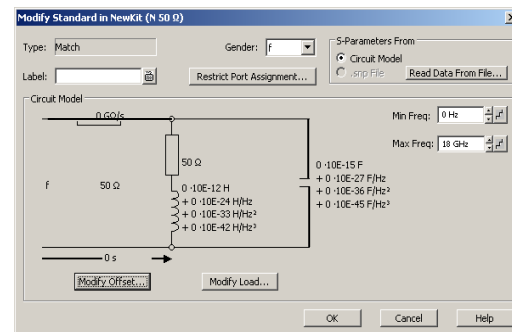 Modify Standard in NewKit (N 50 Ω)
Type: Match
Gender: f
S-Parameters From
Circuit Model
.snp File
Read Data From File...
Label:
Restrict Port Assignment...
Circuit Model
0 GΩ/s
Min Freq: 0 Hz
Max Freq: 18 GHz
50 Ω
f
50 Ω
0 ·10E-12 H
+ 0 ·10E-24 H/Hz
+ 0 ·10E-33 H/Hz²
+ 0 ·10E-42 H/Hz³
0 ·10E-15 F
+ 0 ·10E-27 F/Hz
+ 0 ·10E-36 F/Hz²
+ 0 ·10E-45 F/Hz³
0 s
Modify Offset...
Modify Load...
OK
Cancel
Help